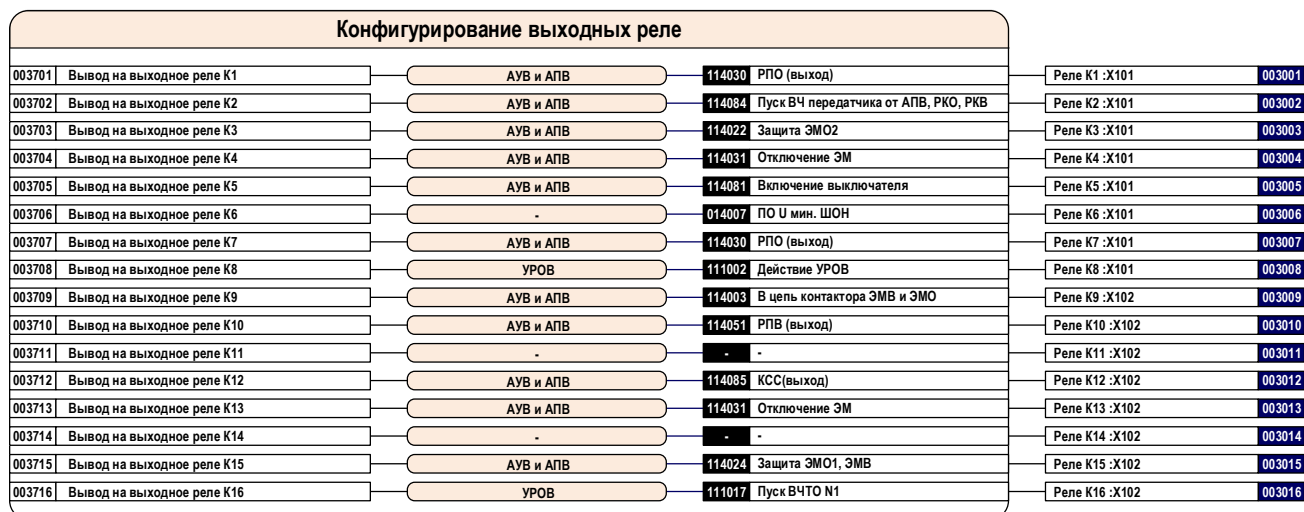 Конфигурирование выходных реле
003701 Вывод на выходное реле К1 АУВ и АПВ 114030 РПО (выход) Реле К1 :X101 003001
003702 Вывод на выходное реле К2 АУВ и АПВ 114084 Пуск ВЧ передатчика от АПВ, РКО, РКВ Реле К2 :X101 003002
003703 Вывод на выходное реле К3 АУВ и АПВ 114022 Защита ЭМО2 Реле К3 :X101 003003
003704 Вывод на выходное реле К4 АУВ и АПВ 114031 Отключение ЭМ Реле К4 :X101 003004
003705 Вывод на выходное реле К5 АУВ и АПВ 114081 Включение выключателя Реле К5 :X101 003005
003706 Вывод на выходное реле К6 - 014007 ПО U мин. ШОН Реле К6 :X101 003006
003707 Вывод на выходное реле К7 АУВ и АПВ 114030 РПО (выход) Реле К7 :X101 003007
003708 Вывод на выходное реле К8 УРОВ 111002 Действие УРОВ Реле К8 :X101 003008
003709 Вывод на выходное реле К9 АУВ и АПВ 114003 В цепь контактора ЭМВ и ЭМО Реле К9 :X102 003009
003710 Вывод на выходное реле К10 АУВ и АПВ 114051 РПВ (выход) Реле К10 :X102 003010
003711 Вывод на выходное реле К11 - - - Реле К11 :X102 003011
003712 Вывод на выходное реле К12 АУВ и АПВ 114085 КСС(выход) Реле К12 :X102 003012
003713 Вывод на выходное реле К13 АУВ и АПВ 114031 Отключение ЭМ Реле К13 :X102 003013
003714 Вывод на выходное реле К14 - - - Реле К14 :X102 003014
003715 Вывод на выходное реле К15 АУВ и АПВ 114024 Защита ЭМО1, ЭМВ Реле К15 :X102 003015
003716 Вывод на выходное реле К16 УРОВ 111017 Пуск ВЧТО N1 Реле К16 :X102 003016